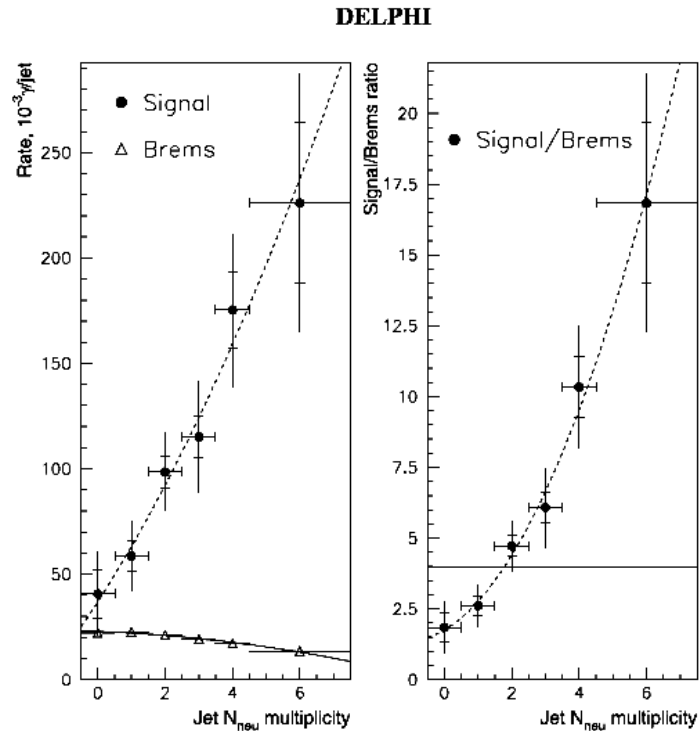 DELPHI
Rate, 10⁻³γ/jet
Signal
Brems
250
200
150
100
50
0
0 2 4 6
Jet Nneu multiplicity
Signal/Brems ratio
Signal/Brems
20
17.5
15
12.5
10
7.5
5
2.5
0
0 2 4 6
Jet Nneu multiplicity